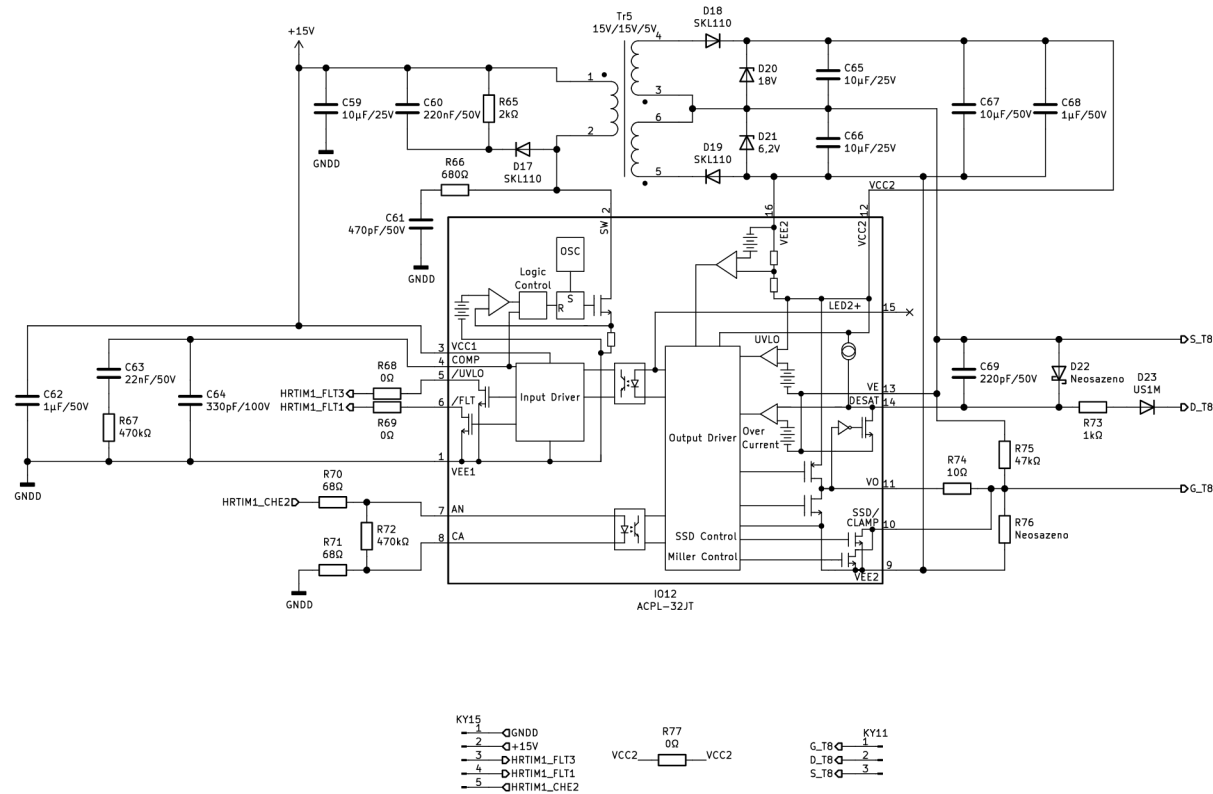 +15V
Tr5
15V/15V/5V
D18
SKL110
1
2
4
3
6
5
C59
10µF/25V
C60
220nF/50V
R65
2kΩ
GNDD
D17
SKL110
D20
18V
D21
6,2V
D19
SKL110
C65
10µF/25V
C66
10µF/25V
C67
10µF/50V
C68
1µF/50V
R66
680Ω
C61
470pF/50V
GNDD
SW
2
16
VEE2
VCC2
12
VCC2
OSC
Logic
Control
S
R
LED2+
15
UVLO
3
VCC1
4
COMP
5
/UVLO
6
/FLT
1
VEE1
Input Driver
Output Driver
Over
Current
VE
13
DESAT
14
VO
11
SSD/
CLAMP
10
VEE2
9
SSD Control
Miller Control
7
AN
8
CA
IO12
ACPL-32JT
C62
1µF/50V
C63
22nF/50V
C64
330pF/100V
R67
470kΩ
R68
0Ω
HRTIM1_FLT3
HRTIM1_FLT1
R69
0Ω
GNDD
R70
68Ω
HRTIM1_CHE2
R72
470kΩ
R71
68Ω
GNDD
C69
220pF/50V
D22
Neosazeno
D23
US1M
R73
1kΩ
R74
10Ω
R75
47kΩ
R76
Neosazeno
S_T8
D_T8
G_T8
KY15
1 GNDD
2 +15V
3 HRTIM1_FLT3
4 HRTIM1_FLT1
5 HRTIM1_CHE2
R77
0Ω
VCC2 VCC2
KY11
G_T8 1
D_T8 2
S_T8 3